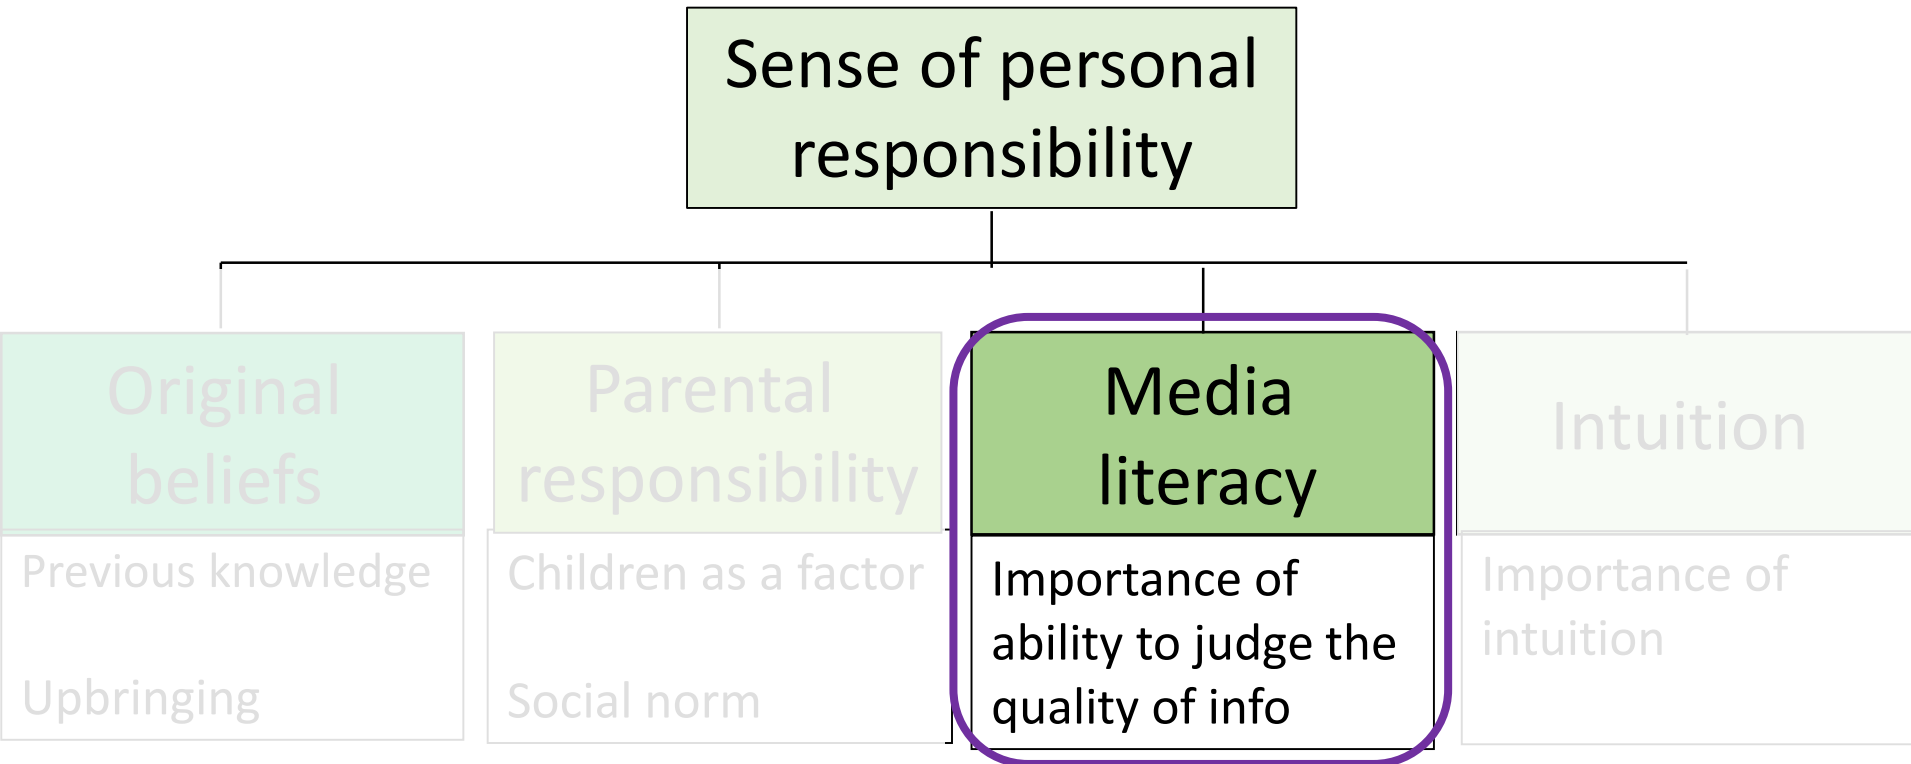 Sense of personal
responsibility
Original
beliefs
Previous knowledge
Upbringing
Parental
responsibility
Children as a factor
Social norm
Media
literacy
Importance of
ability to judge the
quality of info
Intuition
Importance of
intuition